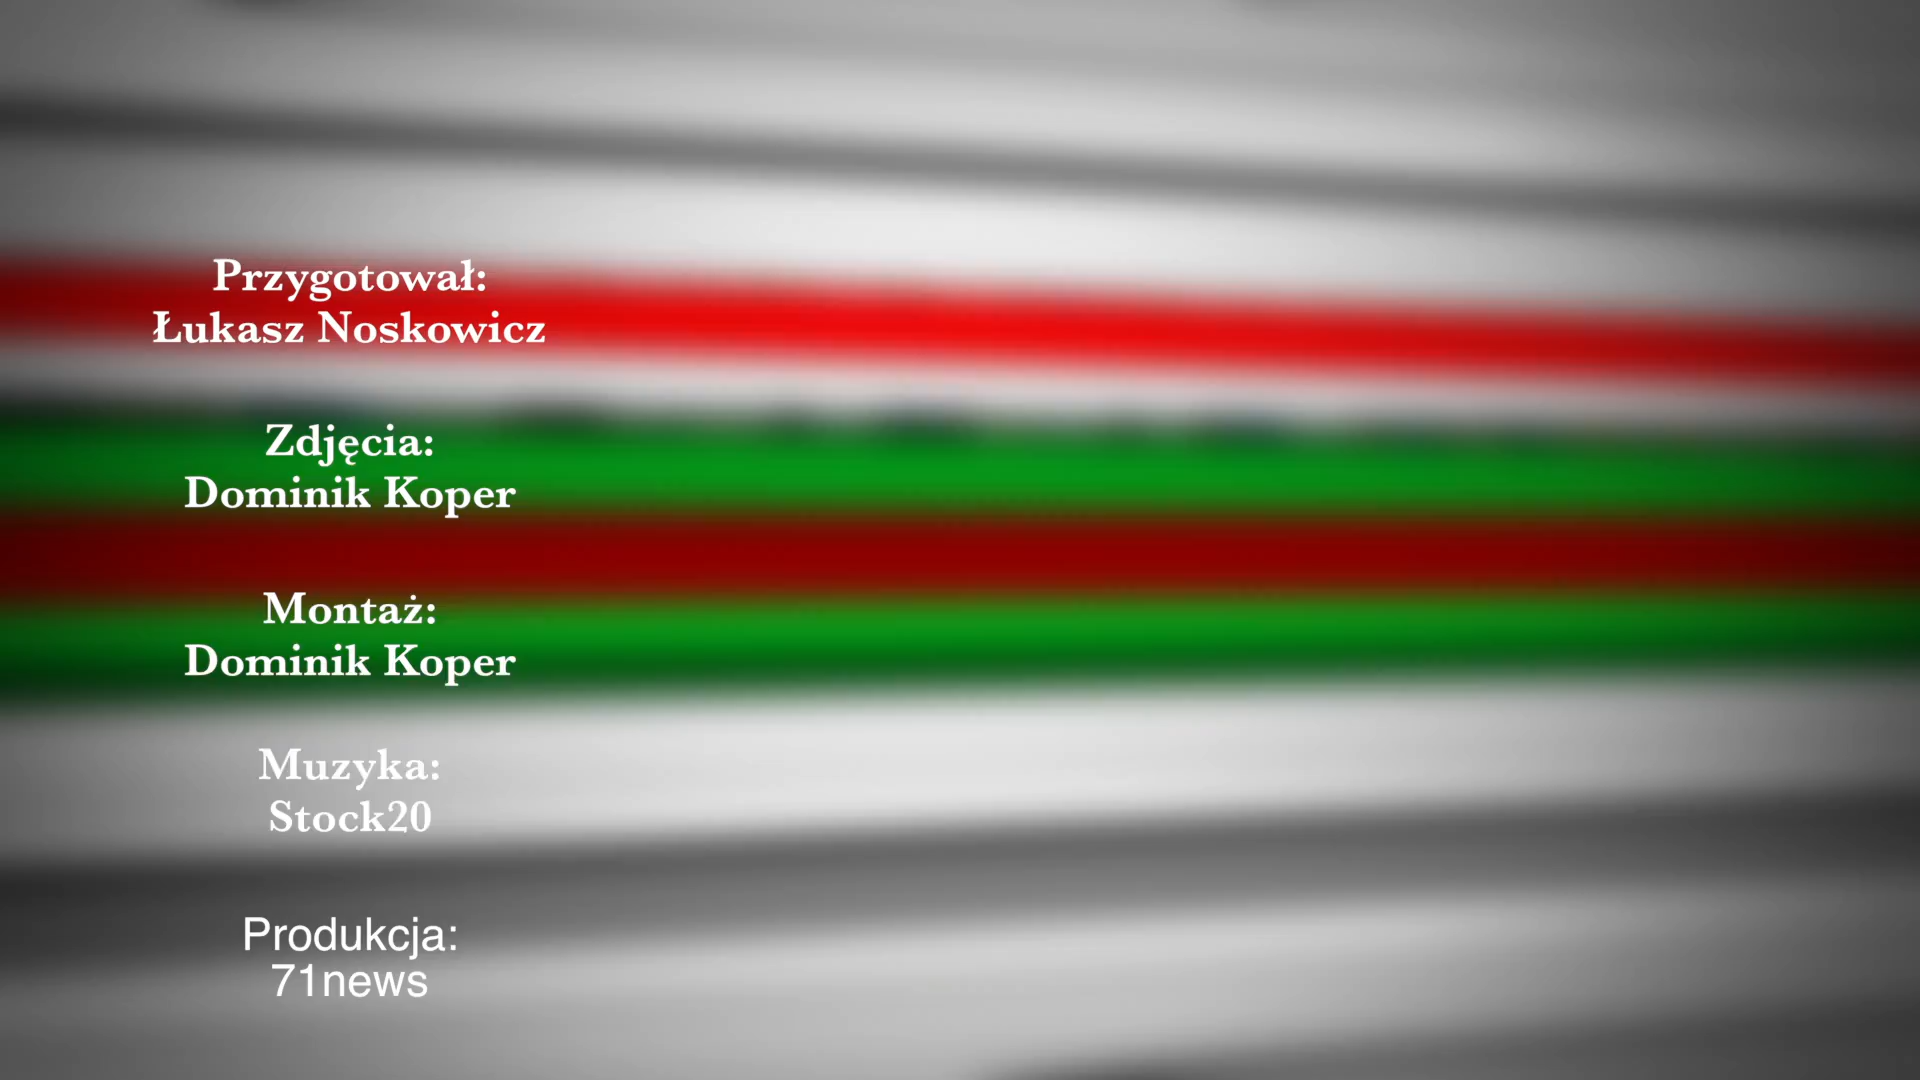 Przygotował:
Łukasz Noskowicz
Zdjęcia:
Dominik Koper
Montaż:
Dominik Koper
Muzyka:
Stock20
Produkcja:
71news